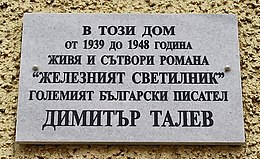 В ТОЗИ ДОМ
ОТ 1939 ДО 1948 ГОДИНА
ЖИВЯ И СЪТВОРИ РОМАНА
“ЖЕЛЕЗНИЯТ СВЕТИЛНИК”
ГОЛЕМИЯТ БЪЛГАРСКИ ПИСАТЕЛ
ДИМИТЪР ТАЛЕВ